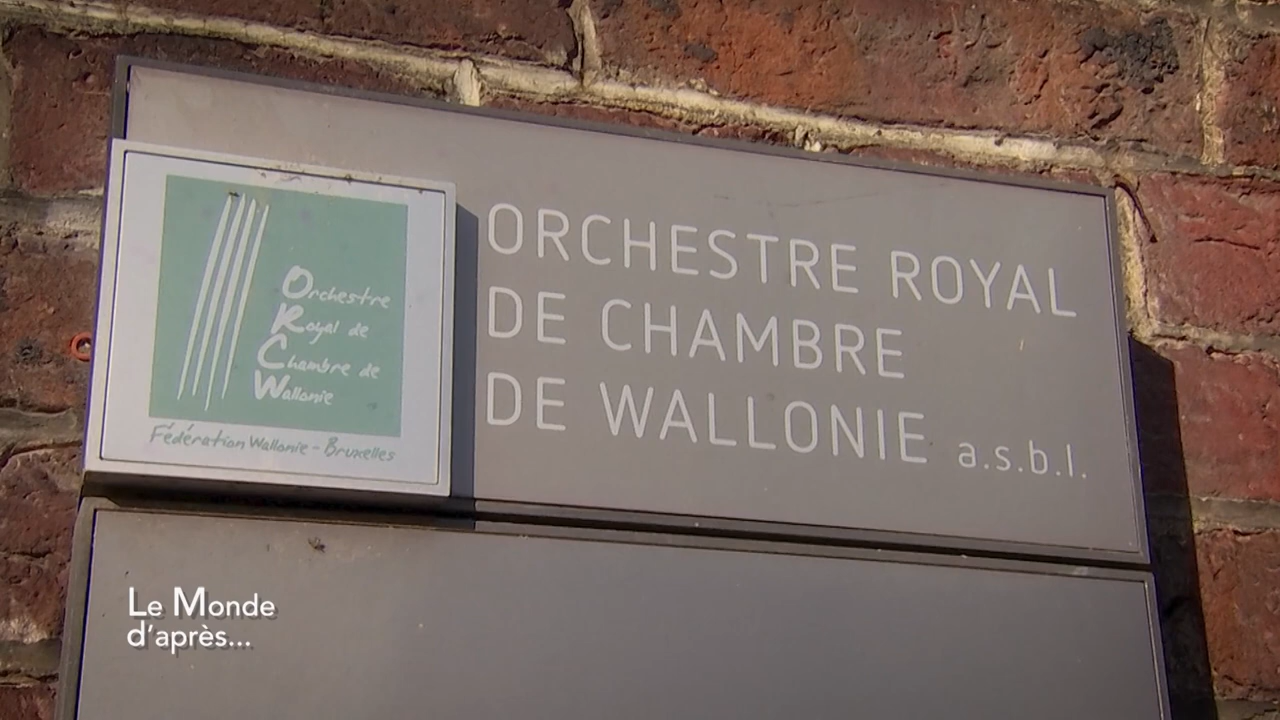 Orchestre
Royal de
Chambre de
Wallonie
Fédération Wallonie - Bruxelles
ORCHESTRE ROYAL
DE CHAMBRE
DE WALLONIE a.s.b.l.
Le Monde
d'après...